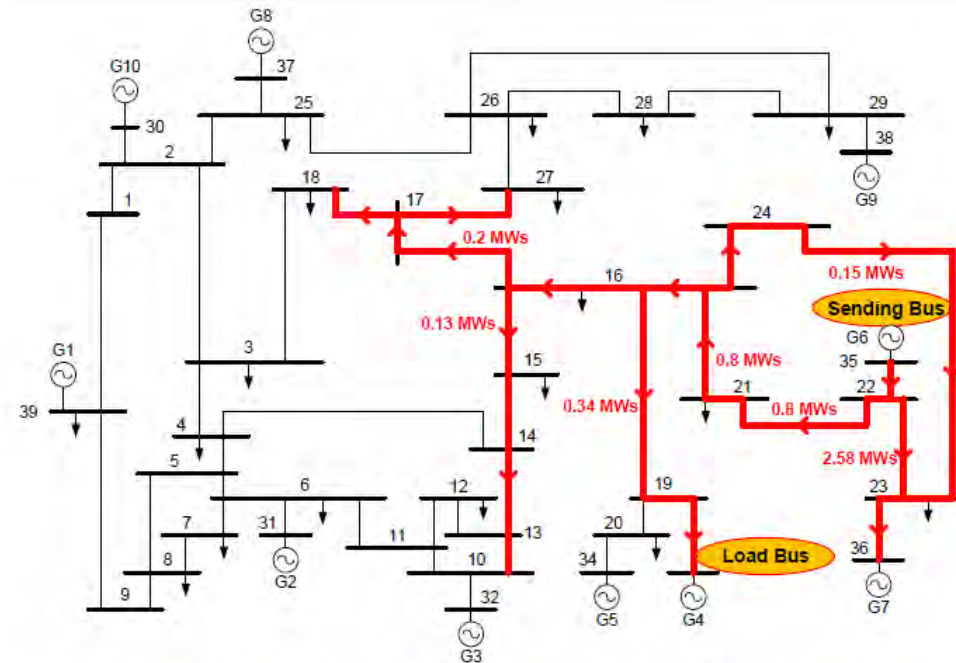 G8
G10
37
25
26
28
29
30
2
38
18
17
27
G9
1
24
0.2 MWs
16
0.15 MWs
Sending Bus
0.13 MWs
G6
G1
3
15
0.8 MWs
35
21
22
39
0.34 MWs
0.8 MWs
4
14
5
2.58 MWs
6
12
19
23
7
31
13
20
8
11
10
Load Bus
36
34
9
G2
32
G5
G4
G7
G3